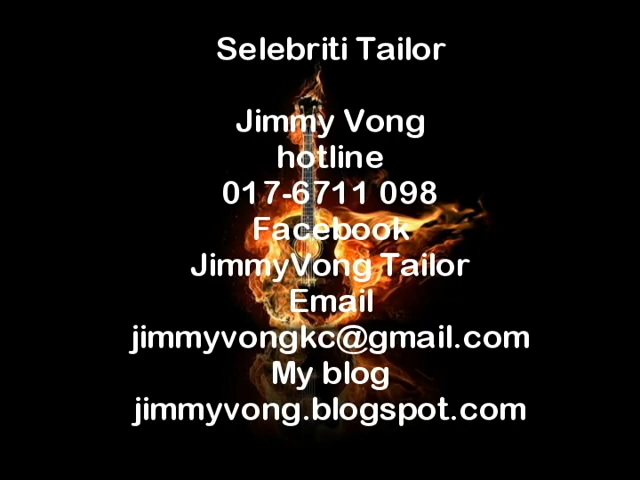 Selebriti Tailor
Jimmy Vong
hotline
017-6711 098
Facebook
JimmyVong Tailor
Email
jimmyvongkc@gmail.com
My blog
jimmyvong.blogspot.com